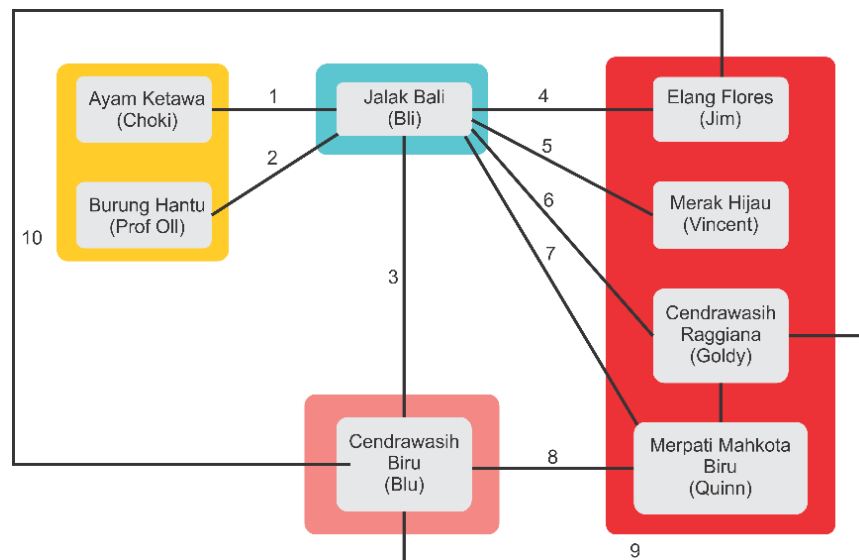 Ayam Ketawa
(Choki)
1
Jalak Bali
(Bli)
4
Elang Flores
(Jim)
2
5
Burung Hantu
(Prof Oll)
6
Merak Hijau
(Vincent)
10
7
3
Cendrawasih
Raggiana
(Goldy)
Cendrawasih
Biru
(Blu)
8
Merpati Mahkota
Biru
(Quinn)
9